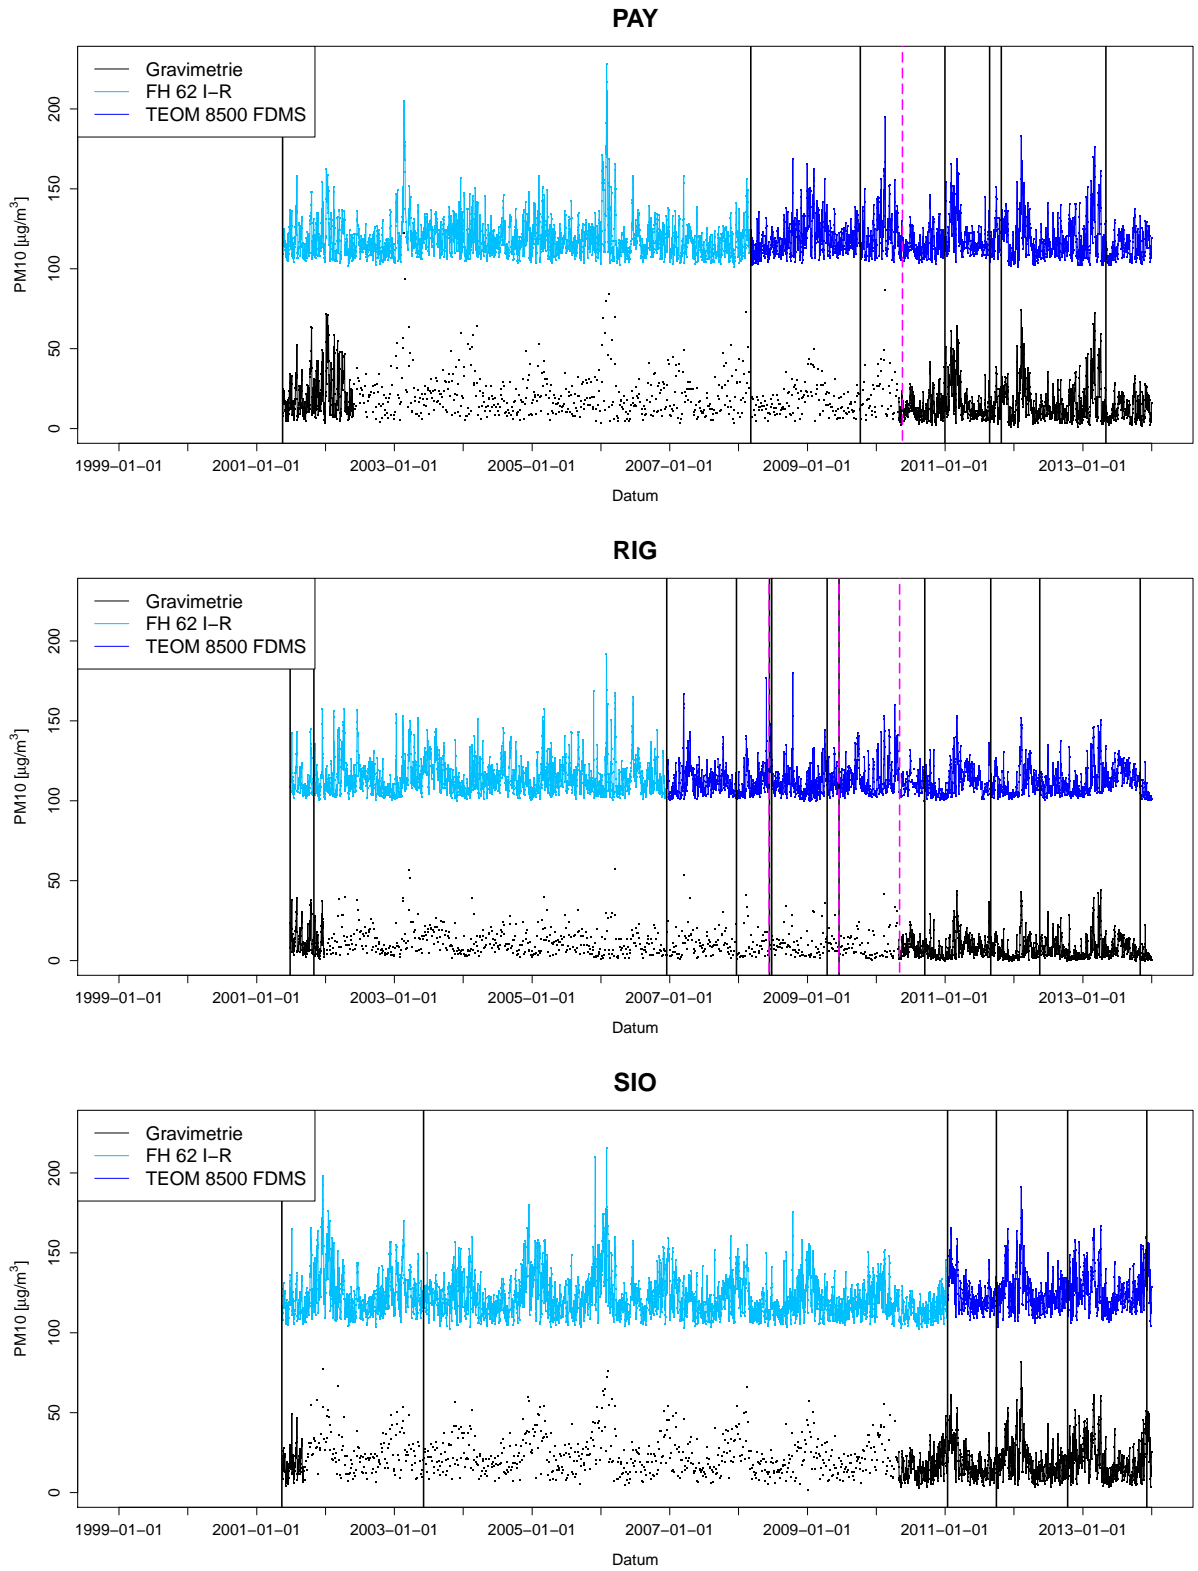 PAY
Gravimetrie
FH 62 I−R
TEOM 8500 FDMS
PM10 [µg/m³]
200
150
100
50
0
1999−01−01 2001−01−01 2003−01−01 2005−01−01 2007−01−01 2009−01−01 2011−01−01 2013−01−01
Datum
RIG
Gravimetrie
FH 62 I−R
TEOM 8500 FDMS
PM10 [µg/m³]
200
150
100
50
0
1999−01−01 2001−01−01 2003−01−01 2005−01−01 2007−01−01 2009−01−01 2011−01−01 2013−01−01
Datum
SIO
Gravimetrie
FH 62 I−R
TEOM 8500 FDMS
PM10 [µg/m³]
200
150
100
50
0
1999−01−01 2001−01−01 2003−01−01 2005−01−01 2007−01−01 2009−01−01 2011−01−01 2013−01−01
Datum